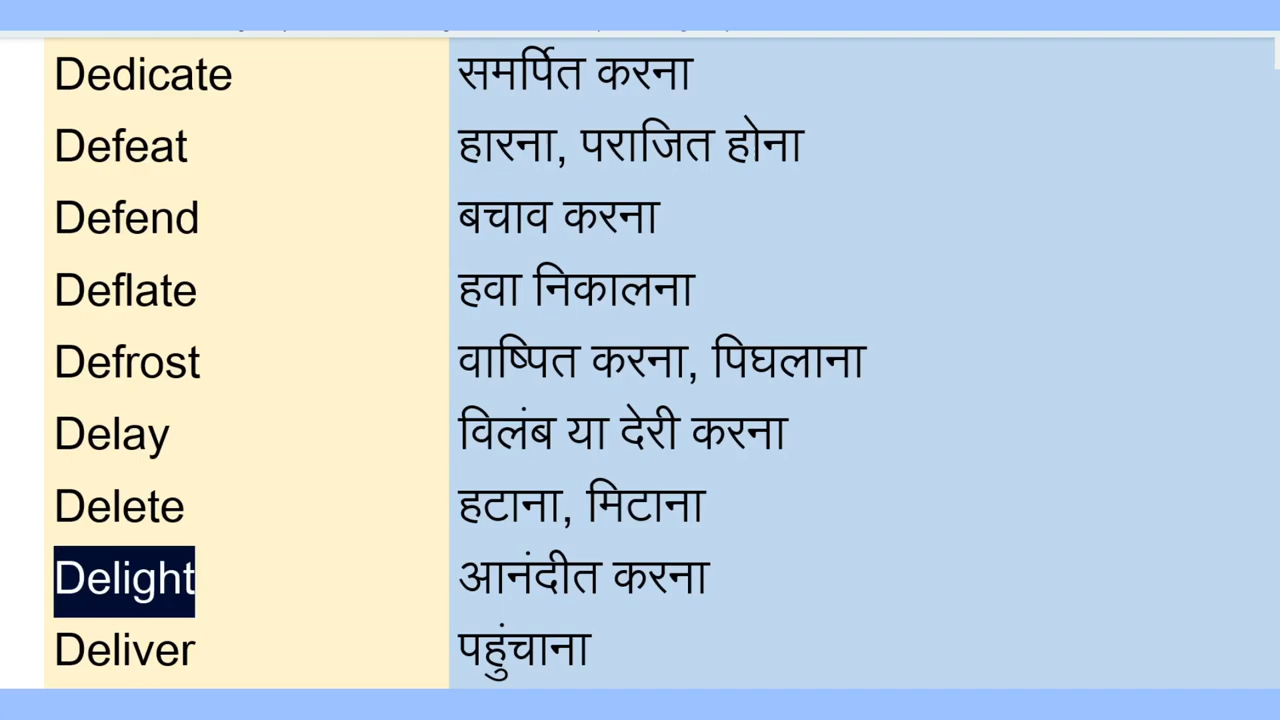 Dedicate समर्पित करना
Defeat हारना, पराजित होना
Defend बचाव करना
Deflate हवा निकालना
Defrost वाष्पित करना, पिघलाना
Delay विलंब या देरी करना
Delete हटाना, मिटाना
Delight आनंदीत करना
Deliver पहुंचाना